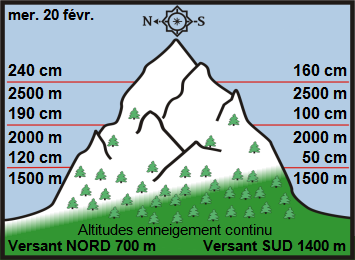 mer. 20 févr.
N S
240 cm 160 cm
2500 m 2500 m
190 cm 100 cm
2000 m 2000 m
120 cm 50 cm
1500 m 1500 m
Altitudes enneigement continu
Versant NORD 700 m Versant SUD 1400 m